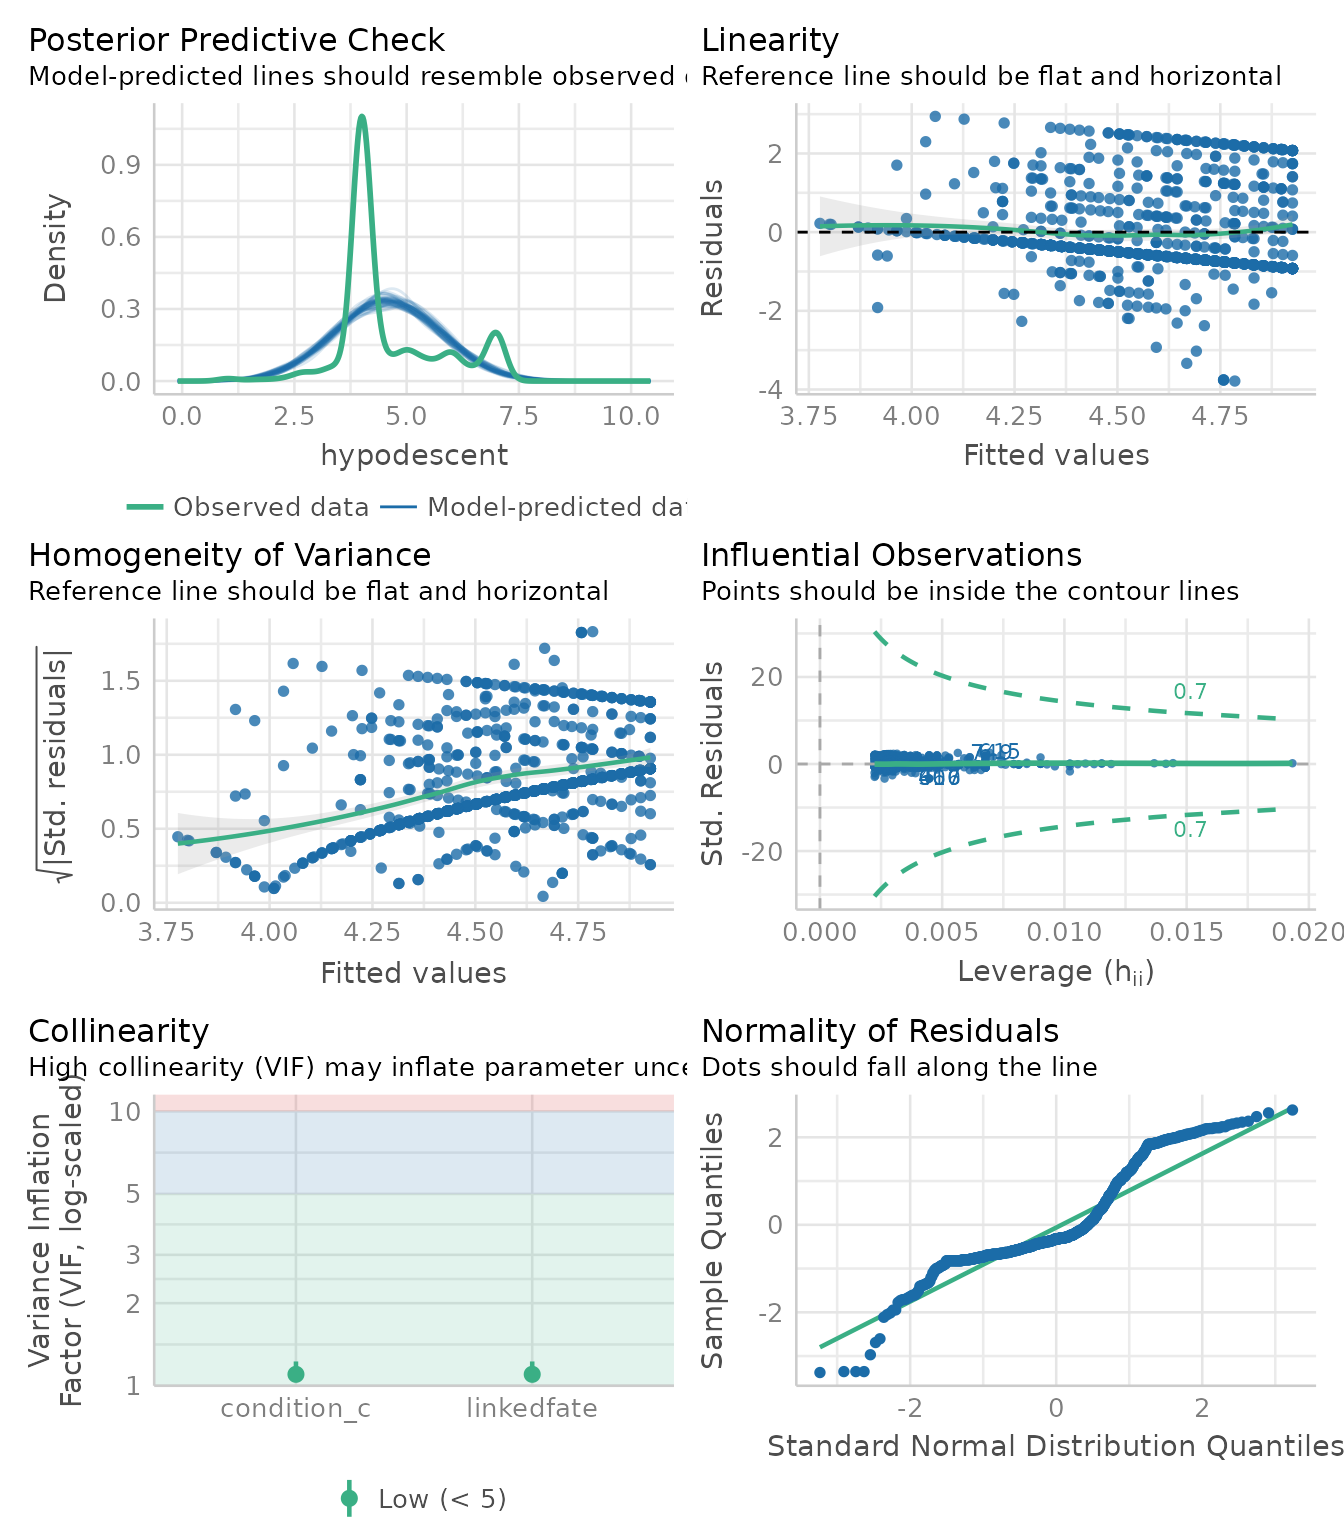 Posterior Predictive Check
Model-predicted lines should resemble observed
0.9
0.6
0.3
0.0
Density
0.0 2.5 5.0 7.5 10.0
hypodescent
Observed data Model-predicted da
Linearity
Reference line should be flat and horizontal
2
0
-2
-4
Residuals
3.75 4.00 4.25 4.50 4.75
Fitted values
Homogeneity of Variance
Reference line should be flat and horizontal
1.5
1.0
0.5
0.0
√|Std. residuals|
3.75 4.00 4.25 4.50 4.75
Fitted values
Influential Observations
Points should be inside the contour lines
20
0
-20
Std. Residuals
0.7
0.7
0.000 0.005 0.010 0.015 0.020
Leverage (hii)
Collinearity
High collinearity (VIF) may inflate parameter unce
10
5
3
2
1
Variance Inflation
Factor (VIF, log-scaled)
condition_c linkedfate
Low (< 5)
Normality of Residuals
Dots should fall along the line
2
0
-2
Sample Quantiles
-2 0 2
Standard Normal Distribution Quantiles